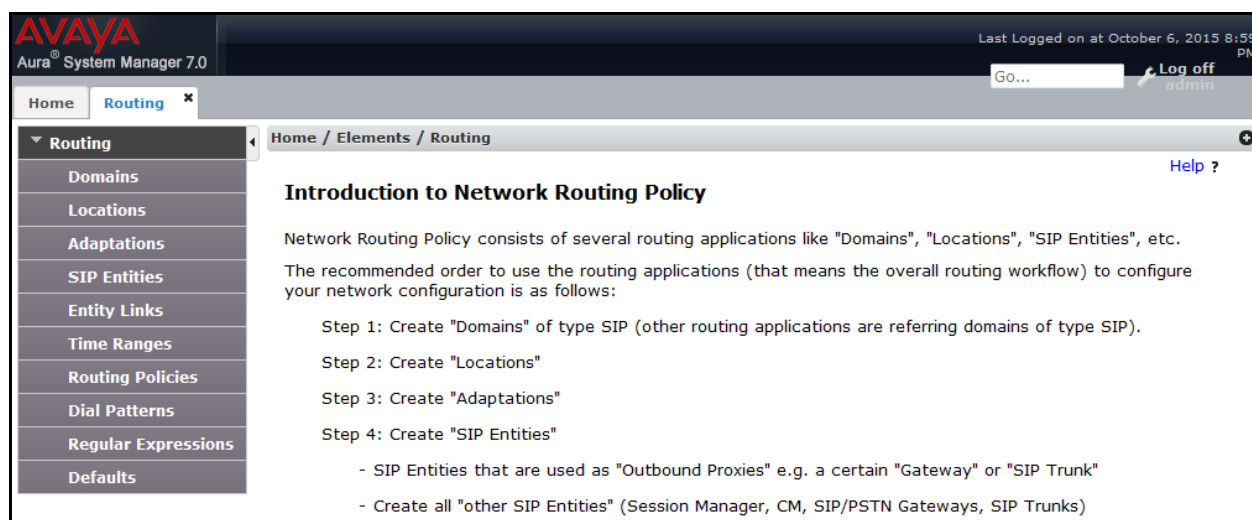 AVAYA
Aura® System Manager 7.0
Last Logged on at October 6, 2015 8:59
PM
Go...
Log off
admin
Home
Routing ×
Routing
Domains
Locations
Adaptations
SIP Entities
Entity Links
Time Ranges
Routing Policies
Dial Patterns
Regular Expressions
Defaults
Home / Elements / Routing
Help ?
Introduction to Network Routing Policy
Network Routing Policy consists of several routing applications like "Domains", "Locations", "SIP Entities", etc.
The recommended order to use the routing applications (that means the overall routing workflow) to configure
your network configuration is as follows:
Step 1: Create "Domains" of type SIP (other routing applications are referring domains of type SIP).
Step 2: Create "Locations"
Step 3: Create "Adaptations"
Step 4: Create "SIP Entities"
- SIP Entities that are used as "Outbound Proxies" e.g. a certain "Gateway" or "SIP Trunk"
- Create all "other SIP Entities" (Session Manager, CM, SIP/PSTN Gateways, SIP Trunks)